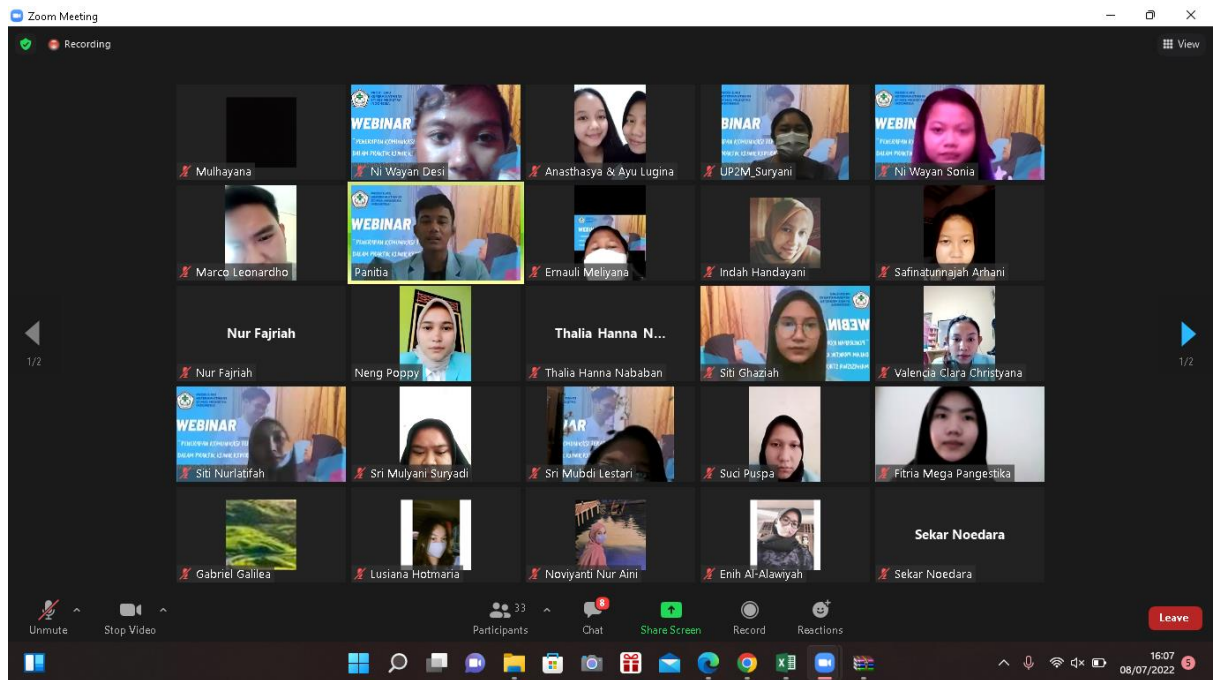 Zoom Meeting
Recording
View
Mulhayana
WEBINAR
Ni Wayan Desi
Anasthasya & Ayu Lugina
BINAR
UP2M_Suryani
WEBIN
Ni Wayan Sonia
Marco Leonardho
WEBINAR
Panitia
Ernauli Meliyana
Indah Handayani
Safinatunnajah Arhani
Nur Fajriah
Nur Fajriah
Neng Poppy
Thalia Hanna N...
Thalia Hanna Nababan
Siti Ghaziah
Valencia Clara Christyana
1/2
1/2
WEBINAR
Siti Nurlatifah
Sri Mulyani Suryadi
Sri Mubdi Lestari
Suci Puspa
Fitria Mega Pangestika
Gabriel Galilea
Lusiana Hotmaria
Noviyanti Nur Aini
Enih Al-Alawiyah
Sekar Noedara
Sekar Noedara
Unmute
Stop Video
33
Participants
8
Chat
Share Screen
Record
Reactions
Leave
16:07
08/07/2022
5